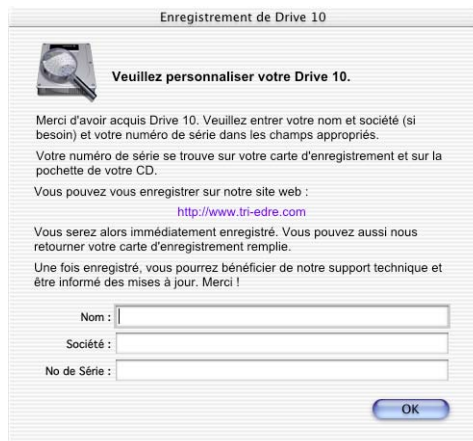 Enregistrement de Drive 10
Veuillez personnaliser votre Drive 10.
Merci d'avoir acquis Drive 10. Veuillez entrer votre nom et société (si
besoin) et votre numéro de série dans les champs appropriés.
Votre numéro de série se trouve sur votre carte d'enregistrement et sur la
pochette de votre CD.
Vous pouvez vous enregistrer sur notre site web :
http://www.tri-edre.com
Vous serez alors immédiatement enregistré. Vous pouvez aussi nous
retourner votre carte d'enregistrement remplie.
Une fois enregistré, vous pourrez bénéficier de notre support technique et
être informé des mises à jour. Merci !
Nom :
Société :
No de Série :
OK